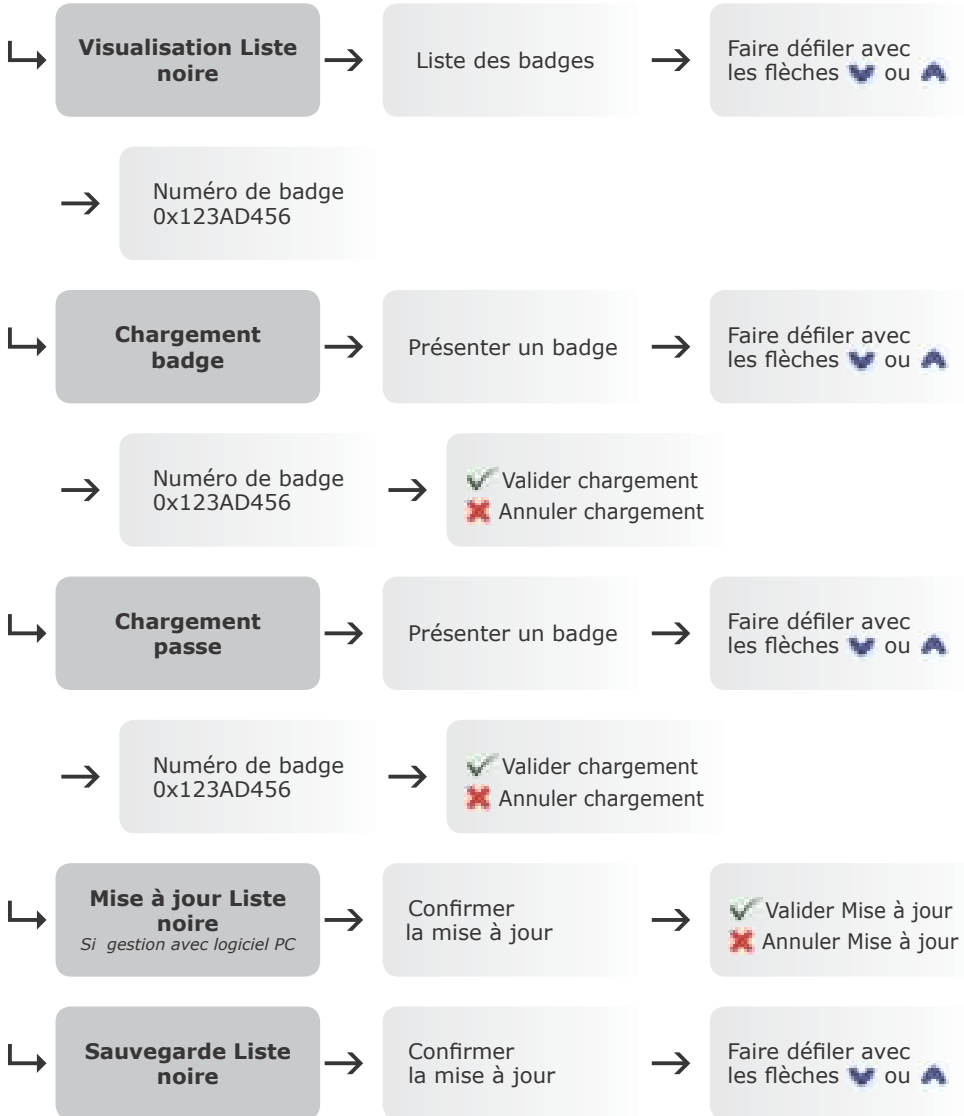 Visualisation Liste
noire
Liste des badges
Faire défiler avec
les flèches ou
Numéro de badge
0x123AD456
Chargement
badge
Présenter un badge
Faire défiler avec
les flèches ou
Numéro de badge
0x123AD456
Valider chargement
Annuler chargement
Chargement
passe
Présenter un badge
Faire défiler avec
les flèches ou
Numéro de badge
0x123AD456
Valider chargement
Annuler chargement
Mise à jour Liste
noire
Si gestion avec logiciel PC
Confirmer
la mise à jour
Valider Mise à jour
Annuler Mise à jour
Sauvegarde Liste
noire
Confirmer
la mise à jour
Faire défiler avec
les flèches ou